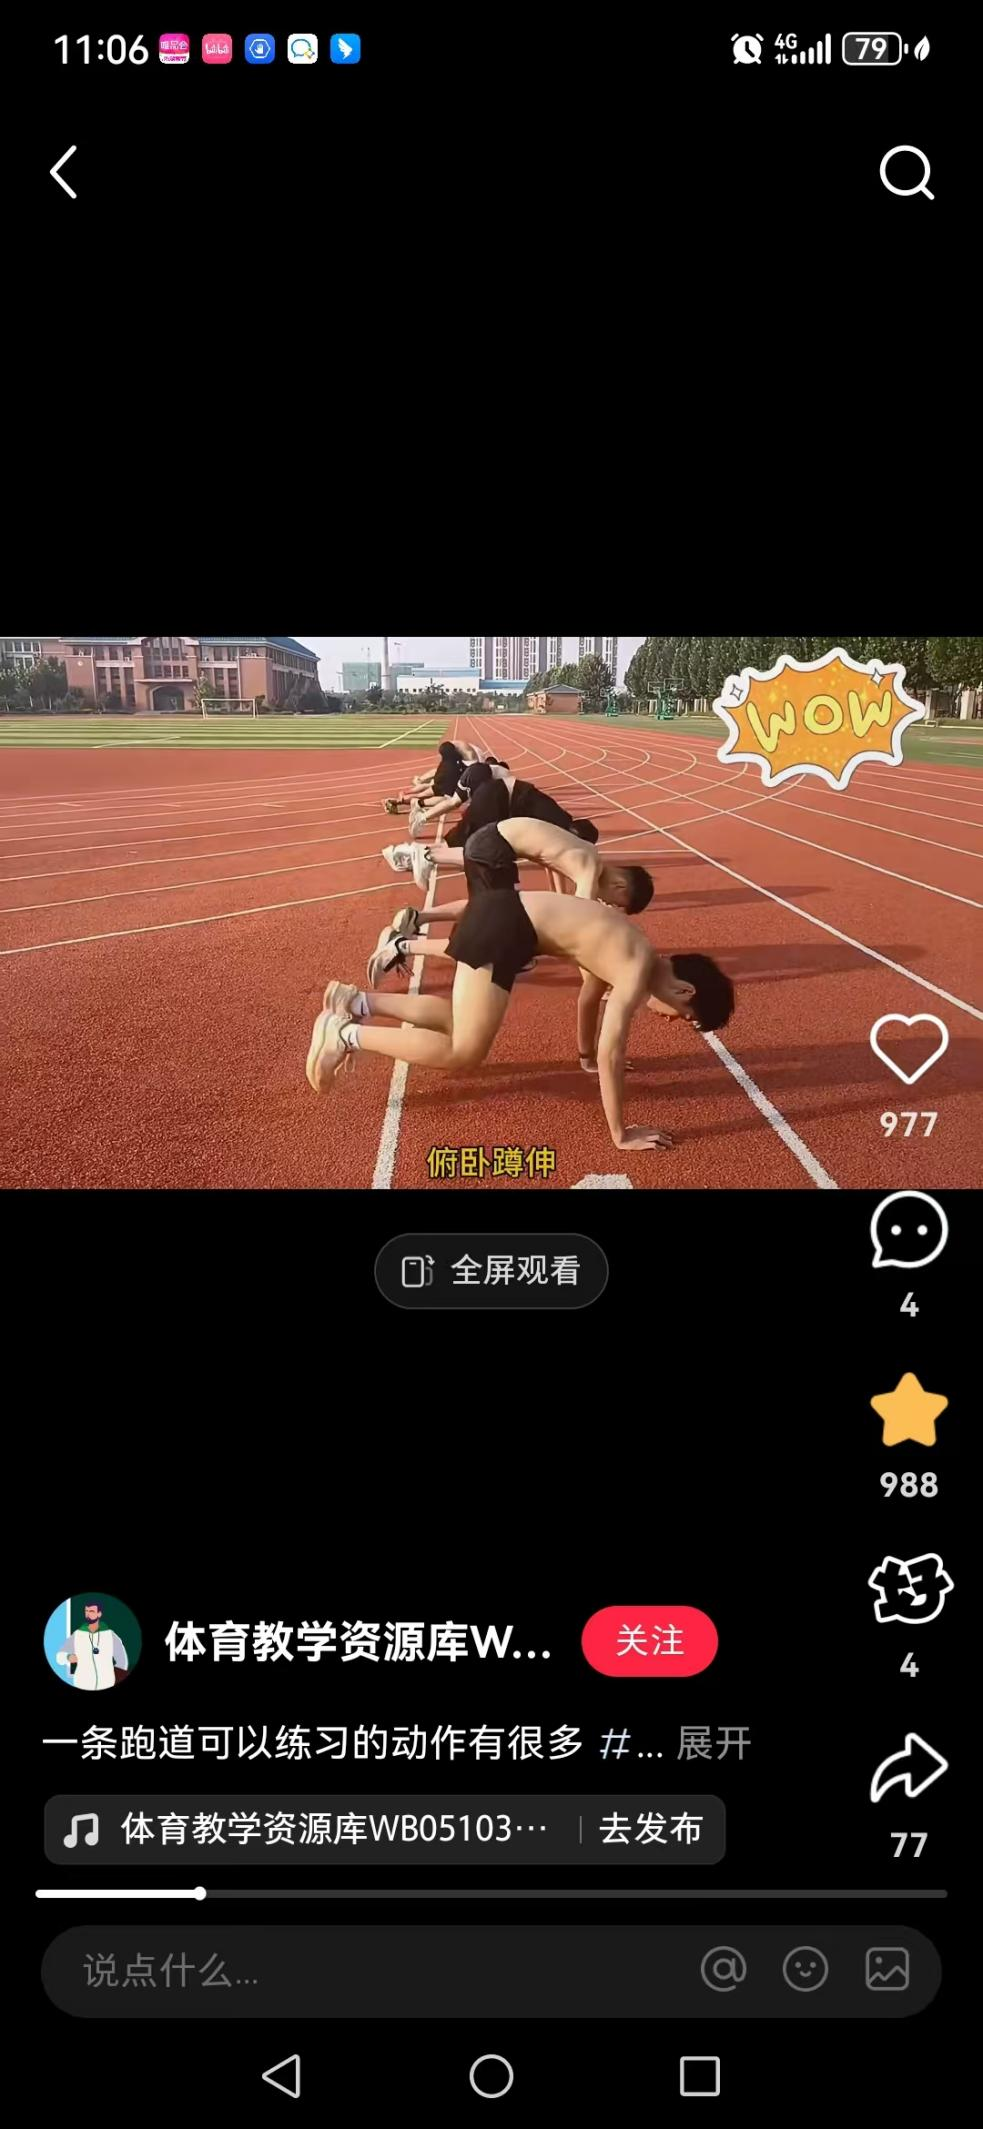 11:06
4G
79
WOW
977
俯卧蹲伸
全屏观看
4
988
4
体育教学资源库W...
关注
一条跑道可以练习的动作有很多 #... 展开
77
体育教学资源库WB05103...
去发布
说点什么...